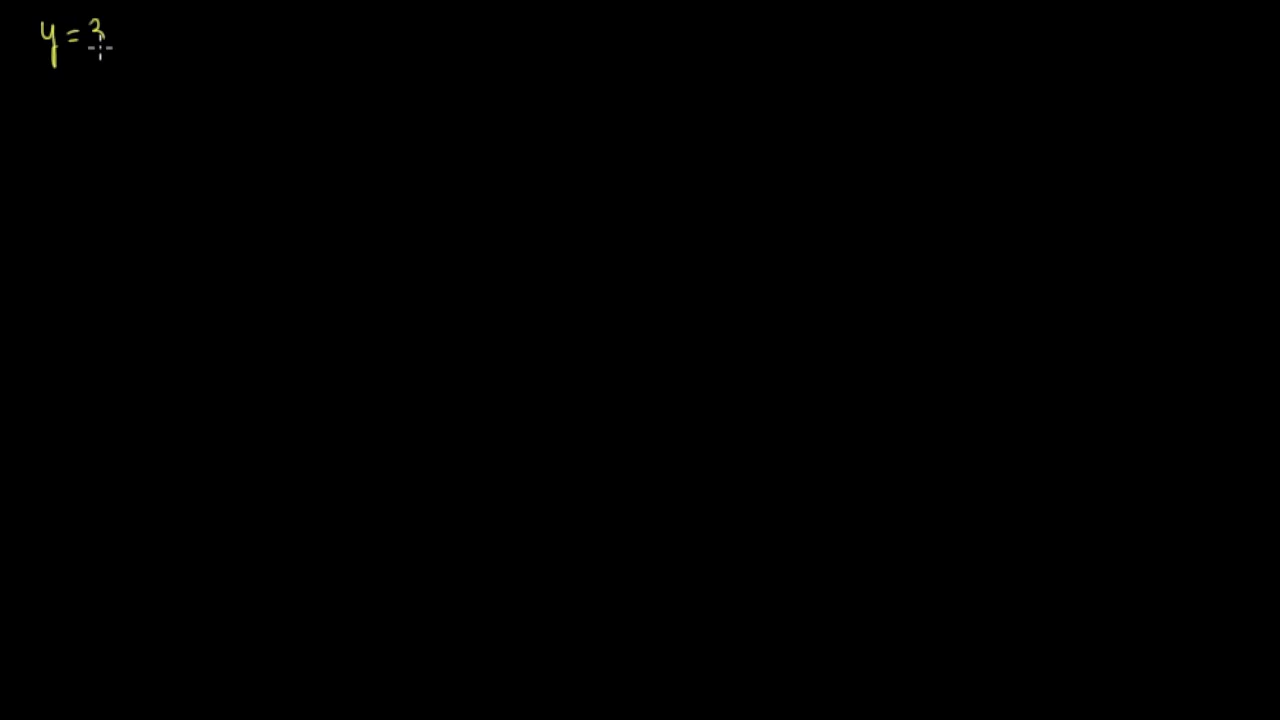 y = 3